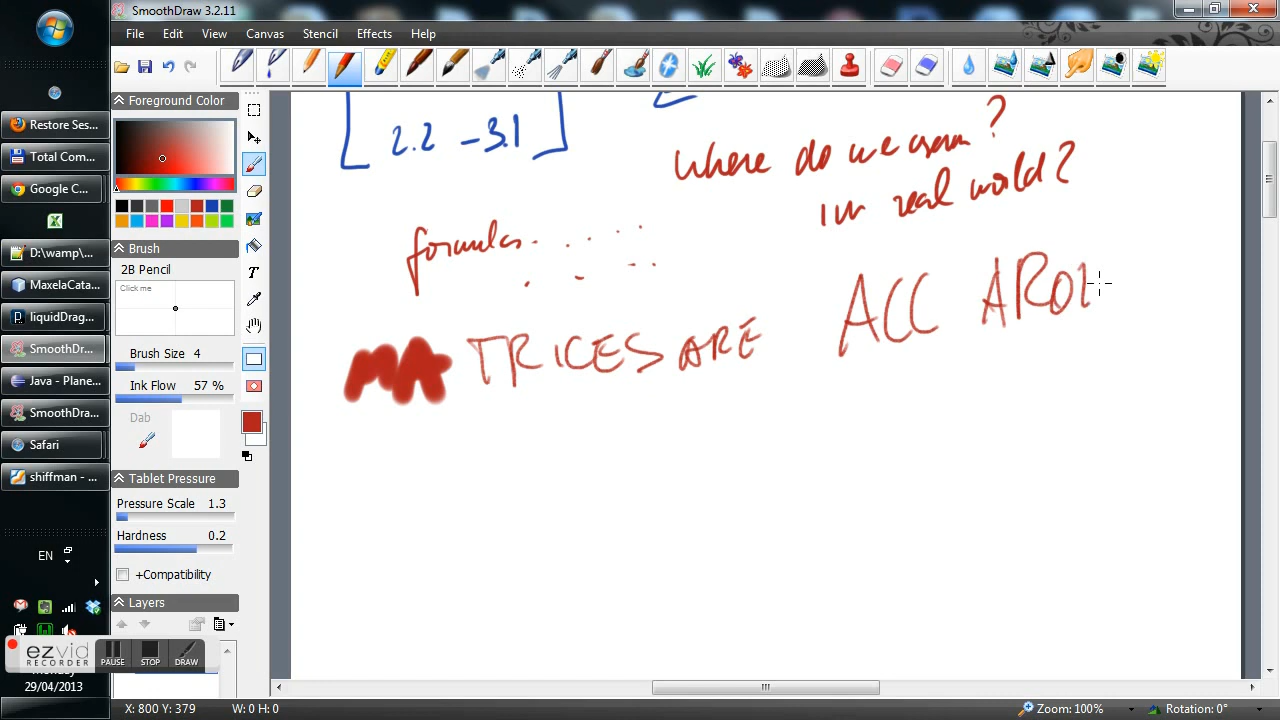 SmoothDraw 3.2.11
File Edit View Canvas Stencil Effects Help
Foreground Color
Brush
2B Pencil
Click me
Brush Size 4
Ink Flow 57 %
Dab
Tablet Pressure
Pressure Scale 1.3
Hardness 0.2
+Compatibility
Layers
Restore Ses...
Total Com...
Google C...
D:\wamp\...
MaxelaCata...
liquidDrag...
SmoothDr...
Java - Plane...
SmoothDr...
Safari
shiffman - ...
EN
ezvid
RECORDER
PAUSE STOP DRAW
Monday
29/04/2013
2.2 -3.1
where do we ?
in real world?
formulas.....
MATRICES ARE ALL AROU
X: 800 Y: 379 W: 0 H: 0 Zoom: 100% Rotation: 0°